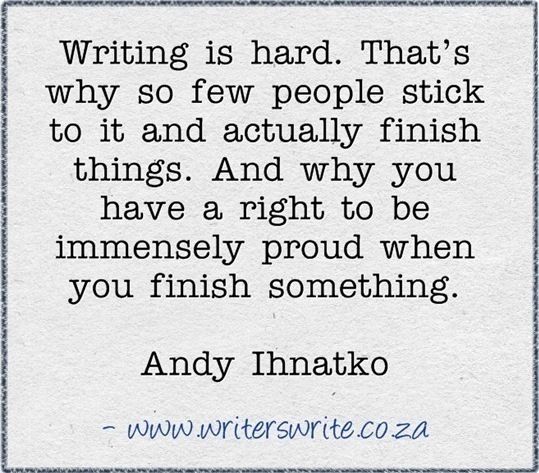 Writing is hard. That's
why so few people stick
to it and actually finish
things. And why you
have a right to be
immensely proud when
you finish something.
Andy Ihnatko
- www.writerswrite.co.za